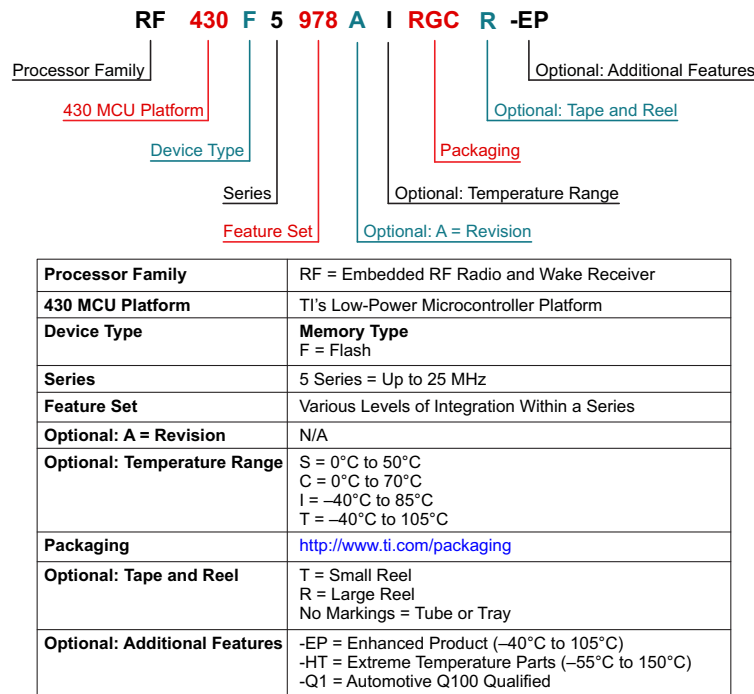 RF 430 F 5 978 A I RGC R -EP
Processor Family
Optional: Additional Features
430 MCU Platform
Optional: Tape and Reel
Device Type
Packaging
Series
Optional: Temperature Range
Feature Set
Optional: A = Revision
Processor Family RF = Embedded RF Radio and Wake Receiver
430 MCU Platform TI's Low-Power Microcontroller Platform
Device Type Memory Type
F = Flash
Series 5 Series = Up to 25 MHz
Feature Set Various Levels of Integration Within a Series
Optional: A = Revision N/A
Optional: Temperature Range S = 0°C to 50°C
C = 0°C to 70°C
I = –40°C to 85°C
T = –40°C to 105°C
Packaging http://www.ti.com/packaging
Optional: Tape and Reel T = Small Reel
R = Large Reel
No Markings = Tube or Tray
Optional: Additional Features -EP = Enhanced Product (–40°C to 105°C)
-HT = Extreme Temperature Parts (–55°C to 150°C)
-Q1 = Automotive Q100 Qualified